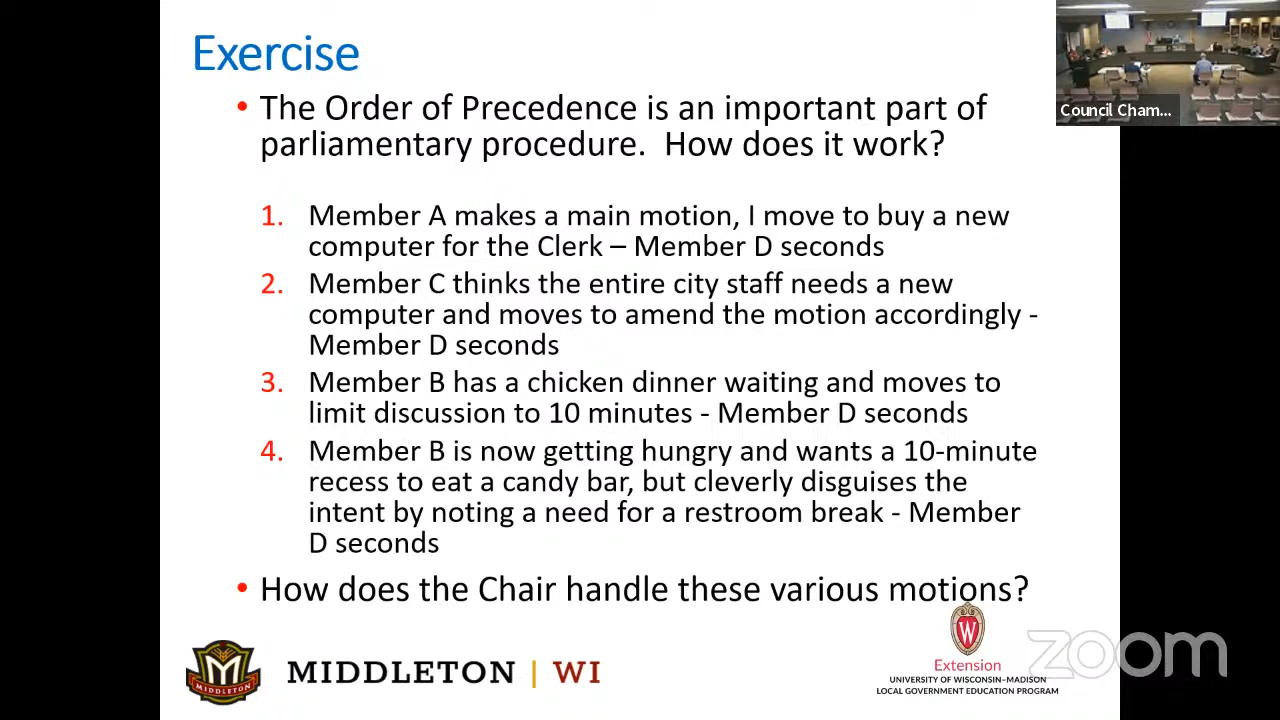 Exercise
Council Cham...
• The Order of Precedence is an important part of
parliamentary procedure. How does it work?
1. Member A makes a main motion, I move to buy a new
computer for the Clerk – Member D seconds
2. Member C thinks the entire city staff needs a new
computer and moves to amend the motion accordingly -
Member D seconds
3. Member B has a chicken dinner waiting and moves to
limit discussion to 10 minutes - Member D seconds
4. Member B is now getting hungry and wants a 10-minute
recess to eat a candy bar, but cleverly disguises the
intent by noting a need for a restroom break - Member
D seconds
• How does the Chair handle these various motions?
M
MIDDLETON
MIDDLETON | WI
W
Extension
UNIVERSITY OF WISCONSIN–MADISON
LOCAL GOVERNMENT EDUCATION PROGRAM
zoom